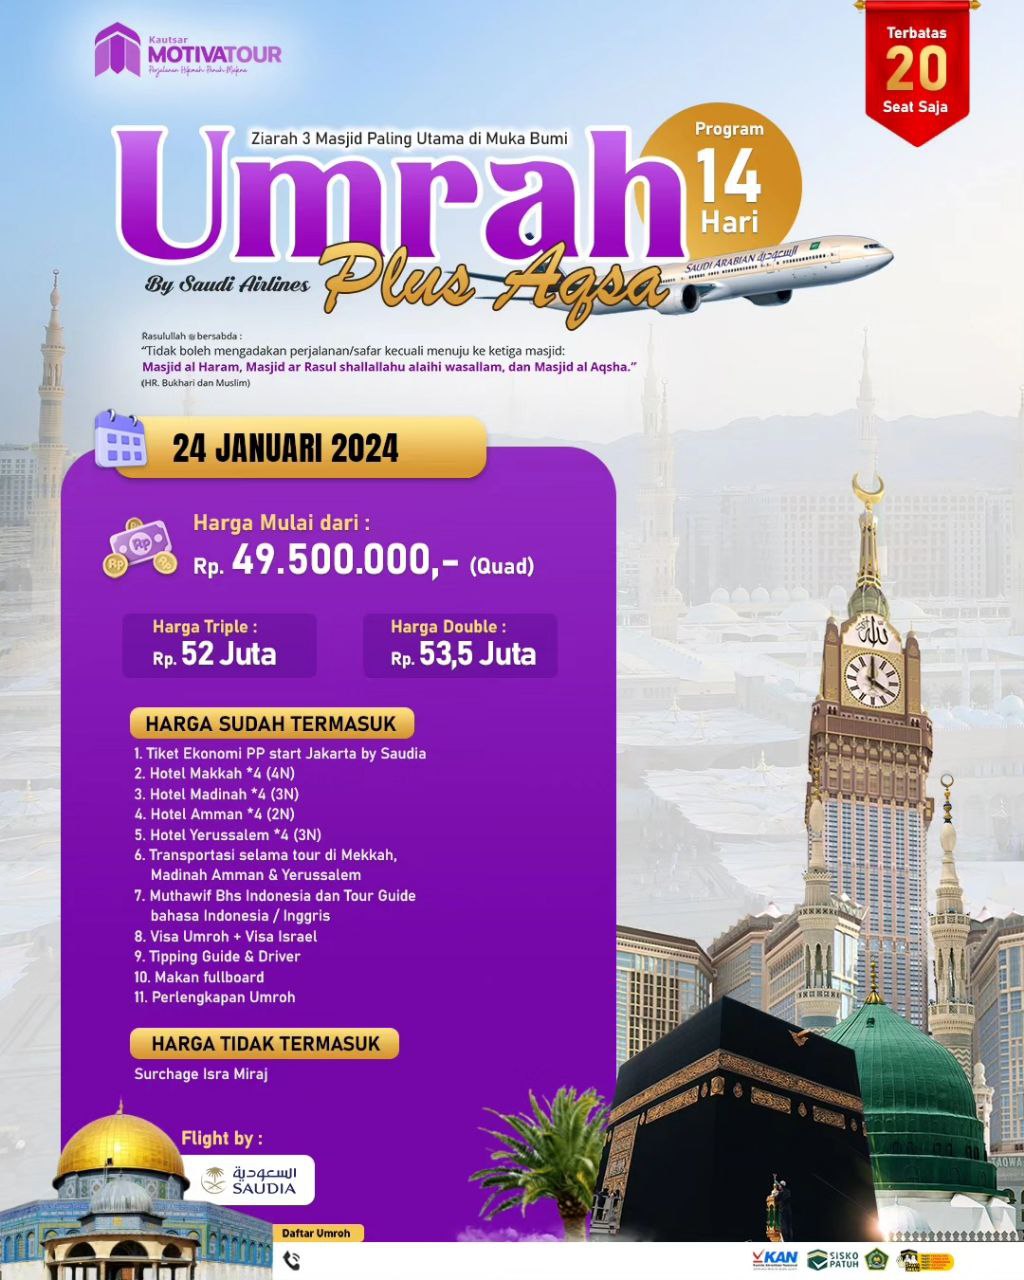 Kautsar
MOTIVATOUR
Perjalanan Hikmah Penuh Makna
Terbatas
20
Seat Saja
Ziarah 3 Masjid Paling Utama di Muka Bumi
Umrah
Plus Aqsa
By Saudi Airlines
Program
14
Hari
SAUDI ARABIAN السعودية
Rasulullah ﷺ bersabda :
“Tidak boleh mengadakan perjalanan/safar kecuali menuju ke ketiga masjid:
Masjid al Haram, Masjid ar Rasul shallallahu alaihi wasallam, dan Masjid al Aqsha.”
(HR. Bukhari dan Muslim)
24 JANUARI 2024
Harga Mulai dari :
Rp. 49.500.000,- (Quad)
Rp
Harga Triple :
Rp. 52 Juta
Harga Double :
Rp. 53,5 Juta
HARGA SUDAH TERMASUK
1. Tiket Ekonomi PP start Jakarta by Saudia
2. Hotel Makkah *4 (4N)
3. Hotel Madinah *4 (3N)
4. Hotel Amman *4 (2N)
5. Hotel Yerussalem *4 (3N)
6. Transportasi selama tour di Mekkah,
Madinah Amman & Yerussalem
7. Muthawif Bhs Indonesia dan Tour Guide
bahasa Indonesia / Inggris
8. Visa Umroh + Visa Israel
9. Tipping Guide & Driver
10. Makan fullboard
11. Perlengkapan Umroh
HARGA TIDAK TERMASUK
Surchage Isra Miraj
الله
Flight by :
السعودية
SAUDIA
Daftar Umroh
KAN
Komite Akreditasi Nasional
SISKO
PATUH